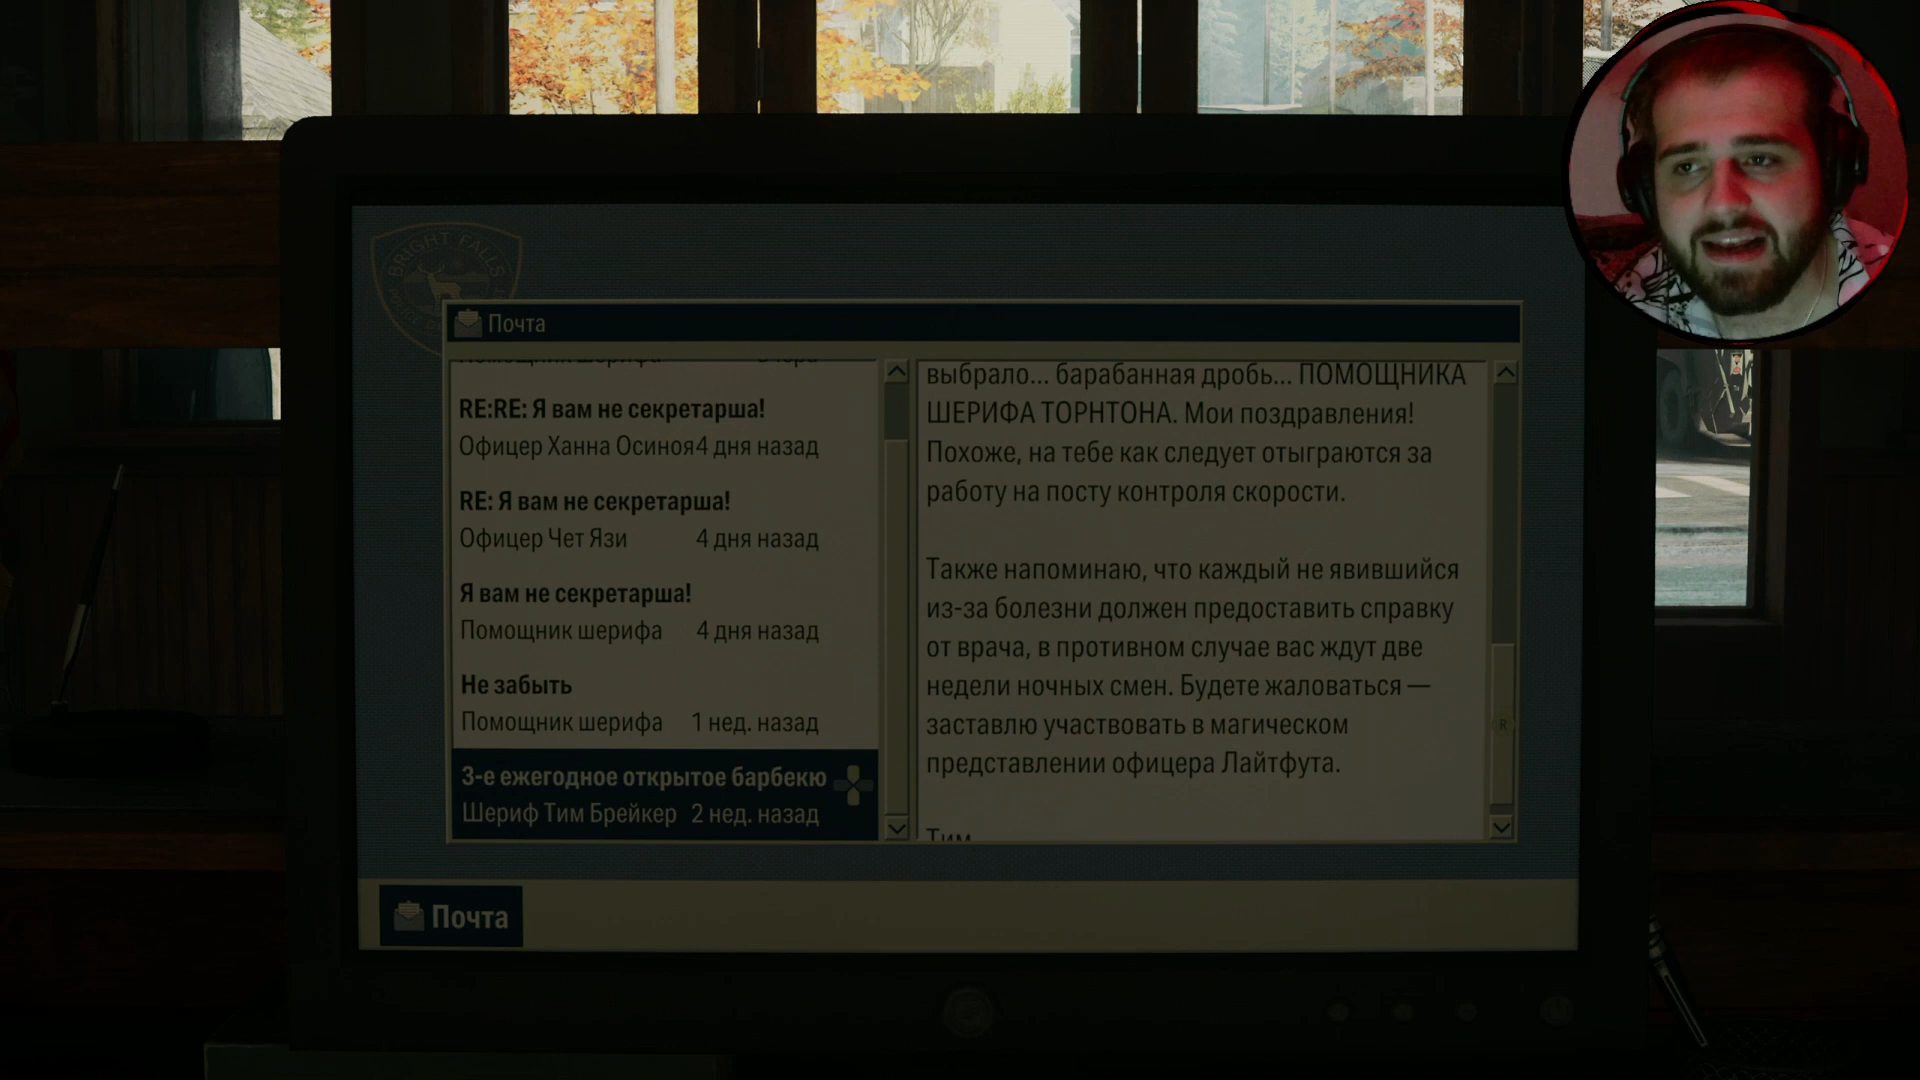 BRIGHT FALLS
Почта
RE:RE: Я вам не секретарша!
Офицер Ханна Осиноя 4 дня назад
RE: Я вам не секретарша!
Офицер Чет Язи 4 дня назад
Я вам не секретарша!
Помощник шерифа 4 дня назад
Не забыть
Помощник шерифа 1 нед. назад
3-е ежегодное открытое барбекю
Шериф Тим Брейкер 2 нед. назад
выбрало... барабанная дробь... ПОМОЩНИКА
ШЕРИФА ТОРНТОНА. Мои поздравления!
Похоже, на тебе как следует отыграются за
работу на посту контроля скорости.
Также напоминаю, что каждый не явившийся
из-за болезни должен предоставить справку
от врача, в противном случае вас ждут две
недели ночных смен. Будете жаловаться —
заставлю участвовать в магическом
представлении офицера Лайтфута.
Тим
R
Почта